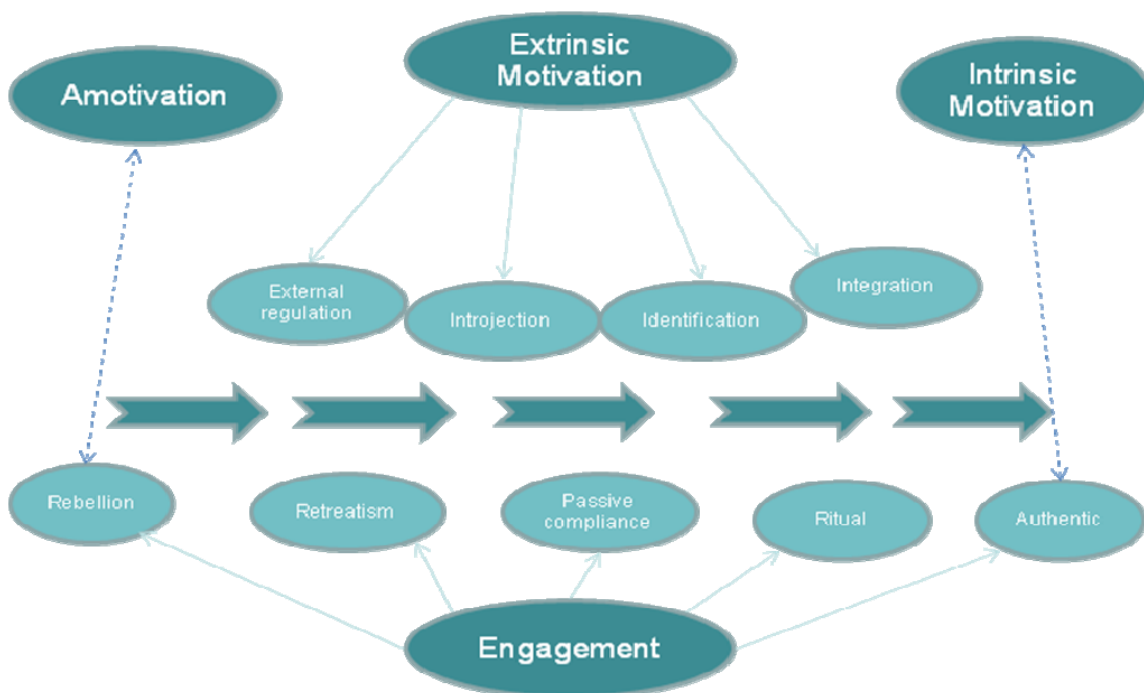 Extrinsic
Motivation
Amotivation
Intrinsic
Motivation
External
regulation
Introjection
Identification
Integration
Rebellion
Retreatism
Passive
compliance
Ritual
Authentic
Engagement